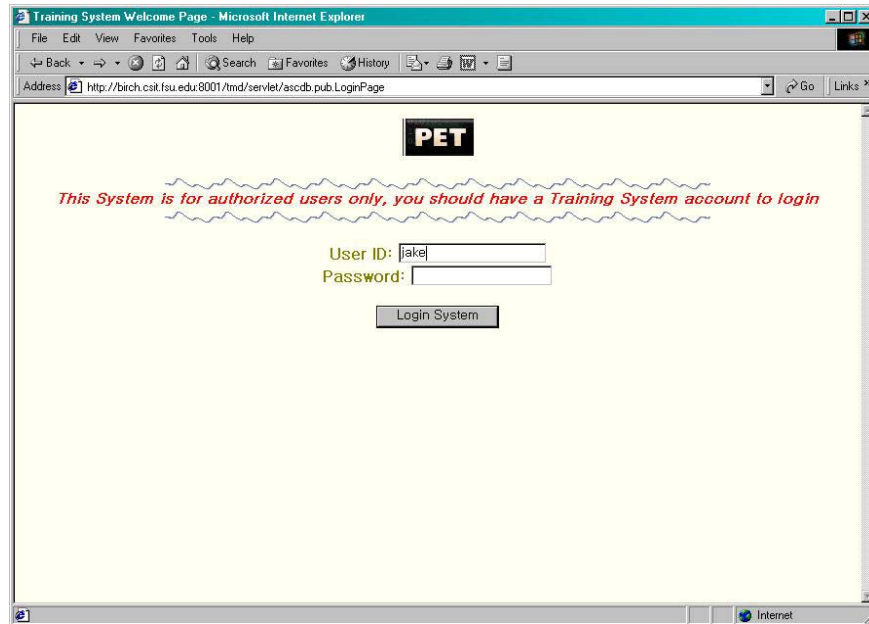 Training System Welcome Page - Microsoft Internet Explorer
File Edit View Favorites Tools Help
Back Search Favorites History
Address http://birch.csit.fsu.edu:8001/tmd/servlet/ascdb.pub.LoginPage Go Links
PET
This System is for authorized users only, you should have a Training System account to login
User ID: jake
Password:
Login System
Internet